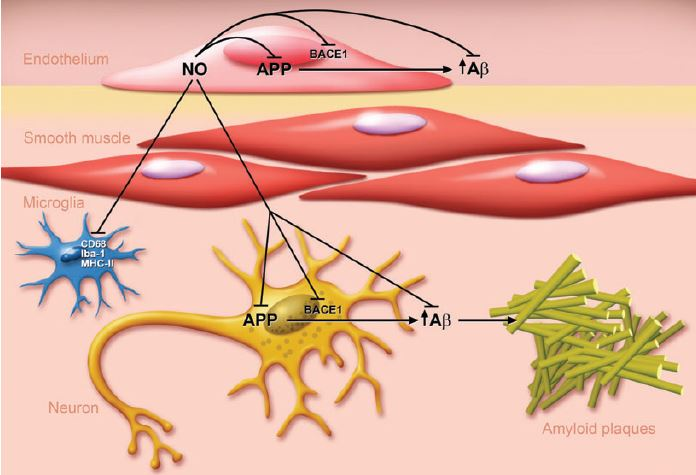 Endothelium
BACE1
NO
APP
↑Aβ
Smooth muscle
Microglia
CD68
Iba-1
MHC-II
APP
BACE1
↑Aβ
Neuron
Amyloid plaques